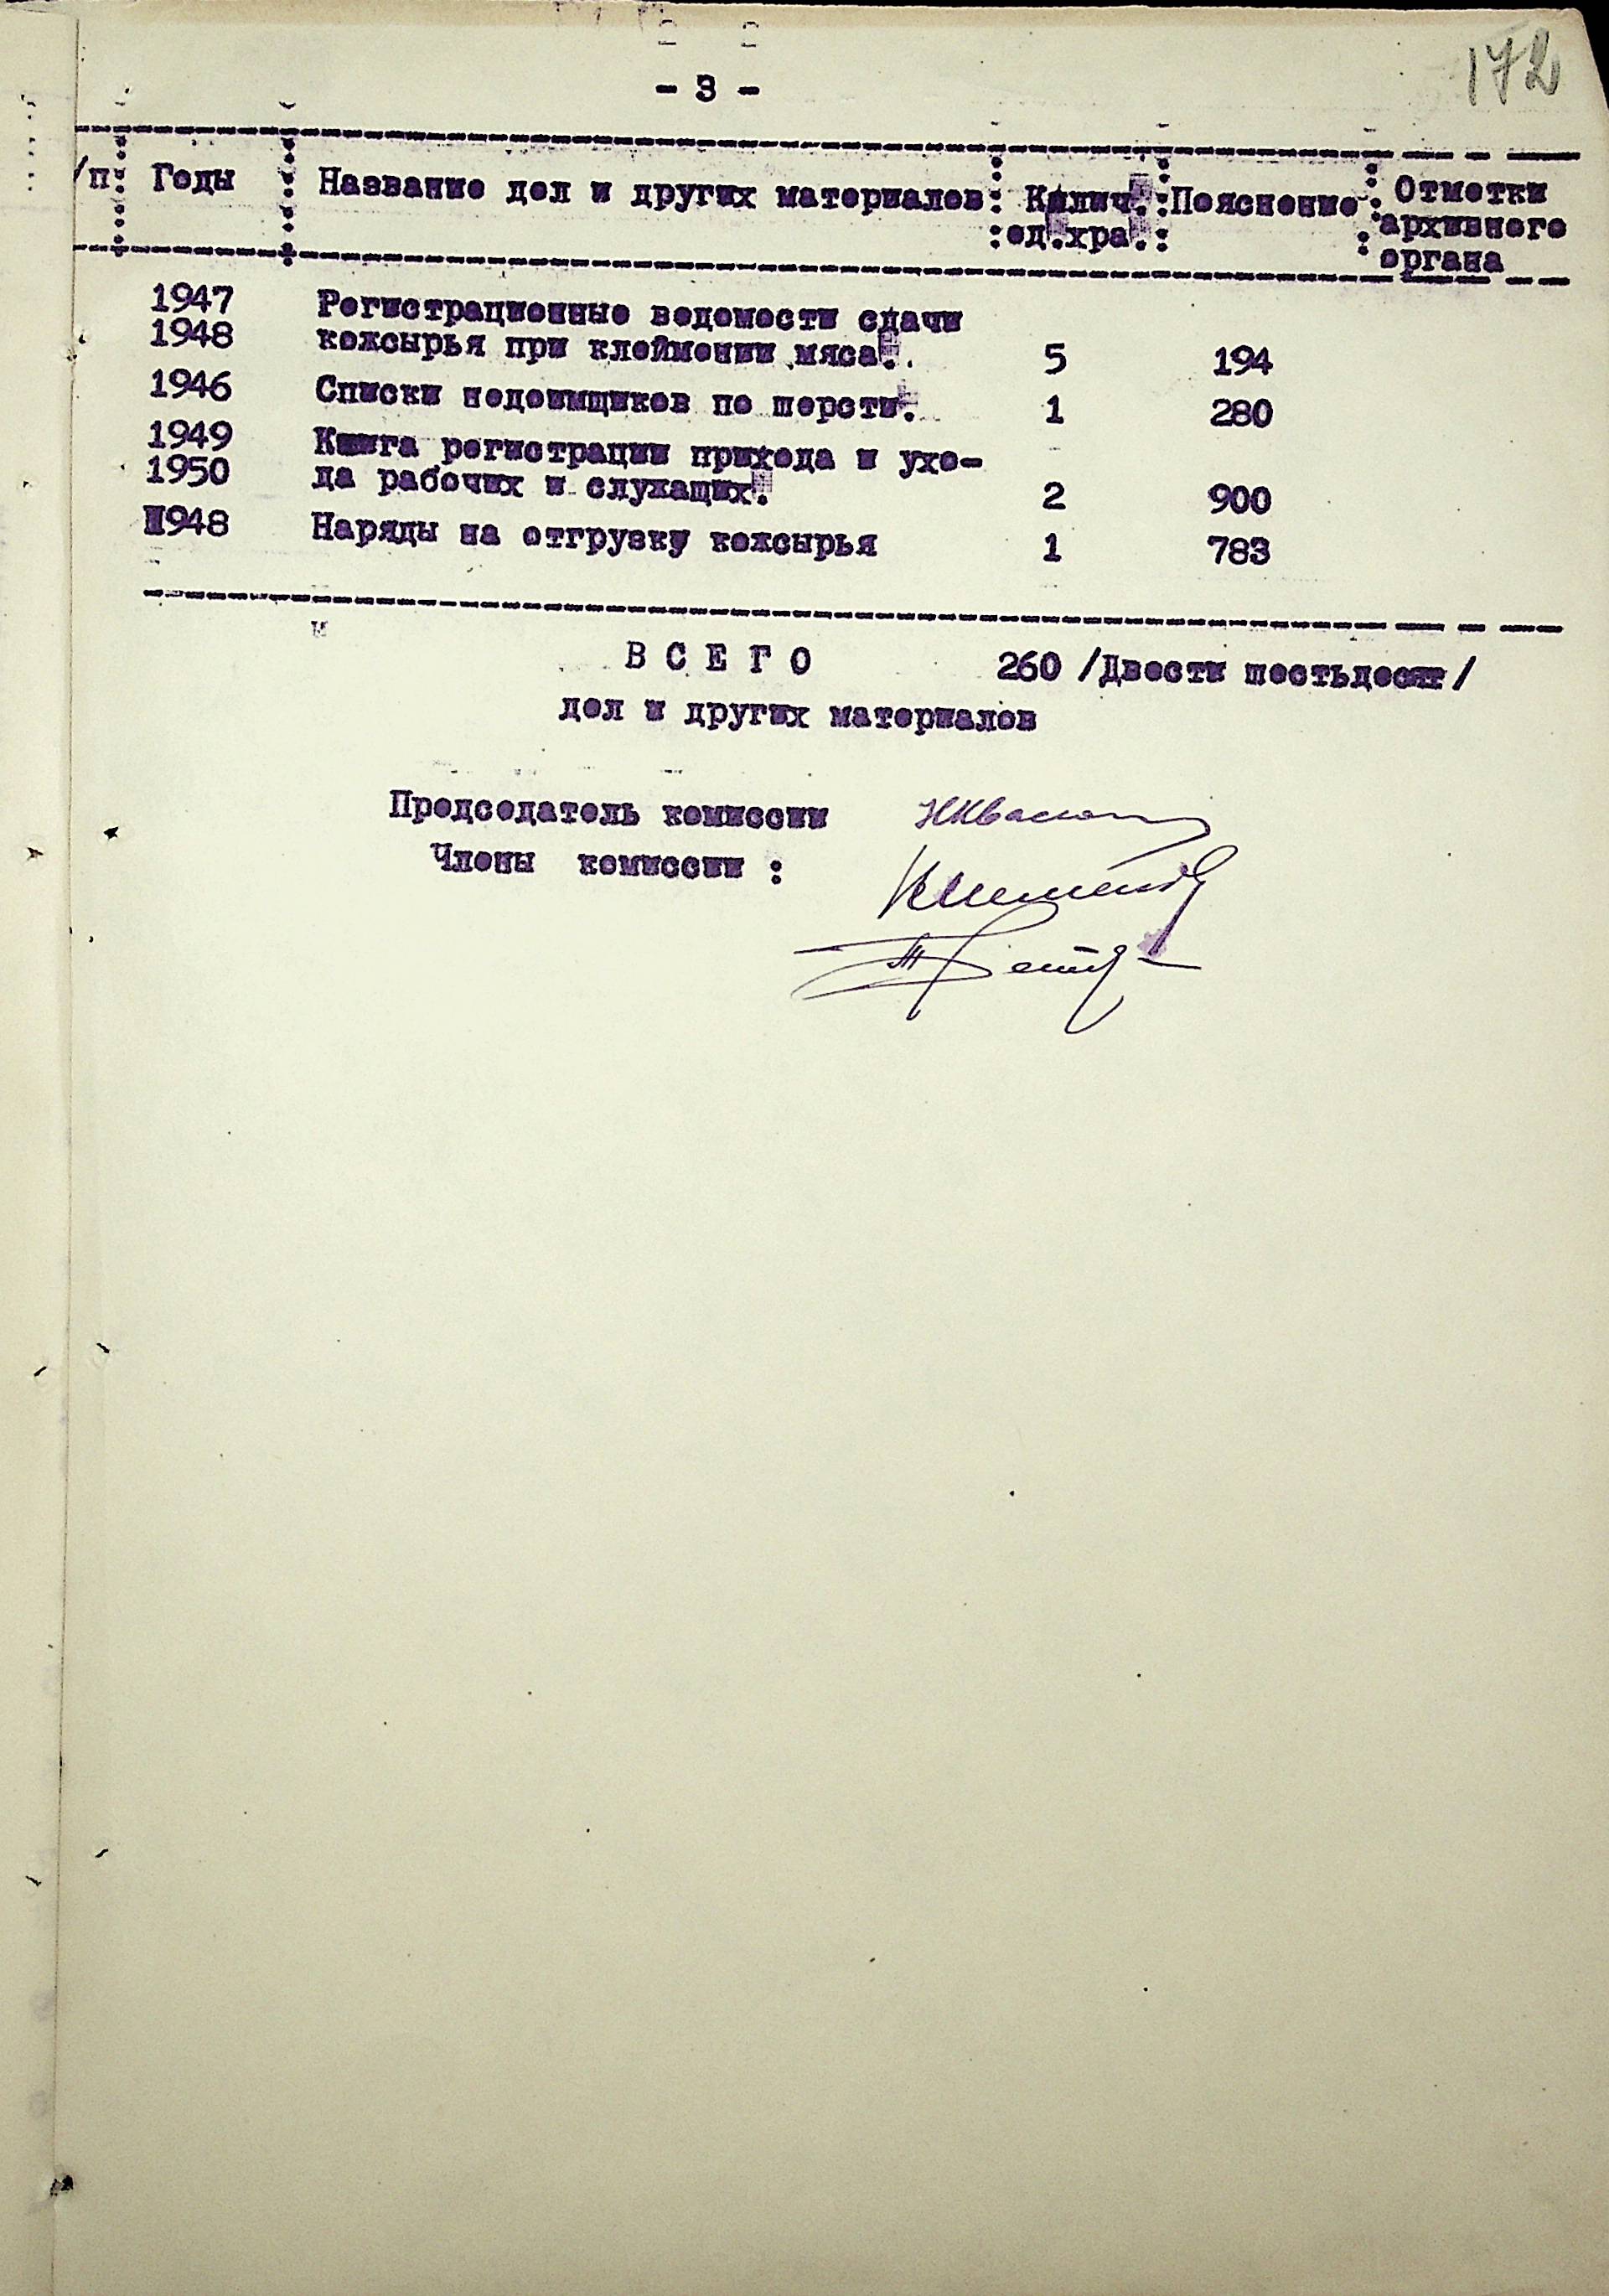 172
- 3 -
/п: Годы : Название дел и других материалов: Колич.:Пояснение: Отметки
:ед.хра.: : архивного
органа
1947 Регистрационные ведомости сдачи
1948 кожсырья при клеймении мяса. 5 194
1946 Списки недоимщиков по шерсти. 1 280
1949 Книга регистрации прихода и ухо-
1950 да рабочих и служащих. 2 900
1948 Наряды на отгрузку кожсырья 1 783
В С Е Г О 260 /Двести шестьдесят/
дел и других материалов
Председатель комиссии
Члены комиссии :